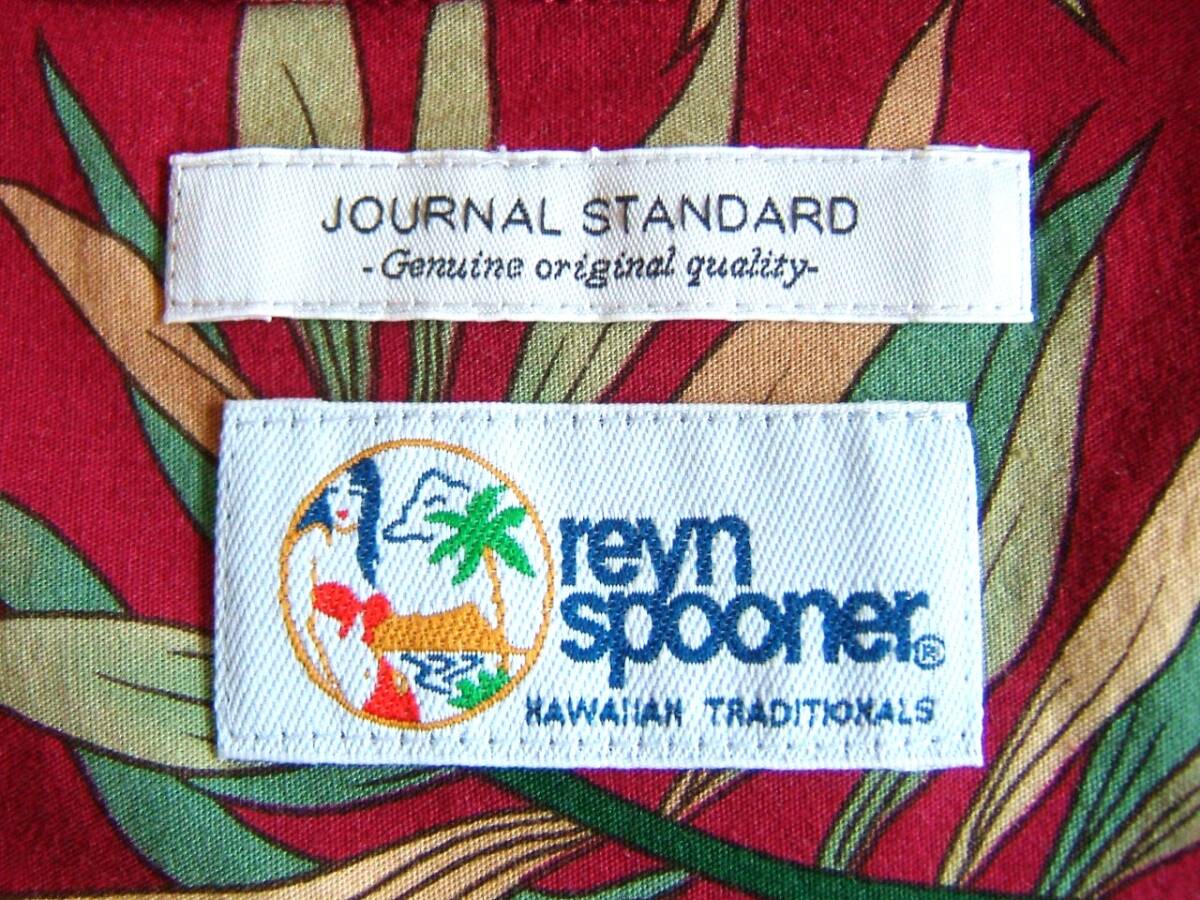 JOURNAL STANDARD
-Genuine original quality-
reyn
spooner®
HAWAIIAN TRADITIONALS